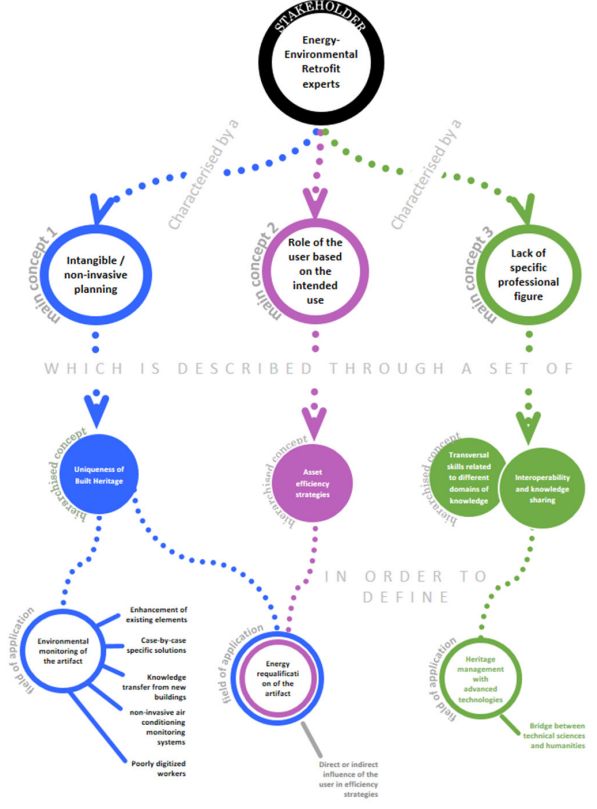 STAKEHOLDER
Energy-
Environmental
Retrofit
experts
Characterised by a
Characterised by a
main concept 1
Intangible /
non-invasive
planning
main concept 2
Role of the
user based
on the
intended
use
main concept 3
Lack of
specific
professional
figure
WHICH IS DESCRIBED THROUGH A SET OF
hierarchised concept
Uniqueness of
Built Heritage
hierarchised concept
Asset
efficiency
strategies
hierarchised concept
Transversal
skills related
to different
domains of
knowledge
Interoperability
and knowledge
sharing
IN ORDER TO
DEFINE
field of application
Environmental
monitoring of
the artifact
Enhancement of
existing elements
Case-by-case
specific solutions
Knowledge
transfer from new
buildings
non-invasive air
conditioning
monitoring
systems
Poorly digitized
workers
field of application
Energy
requalificati
on of the
artifact
Direct or indirect
influence of the
user in efficiency
strategies
field of application
Heritage
management
with
advanced
technologies
Bridge between
technical sciences
and humanities